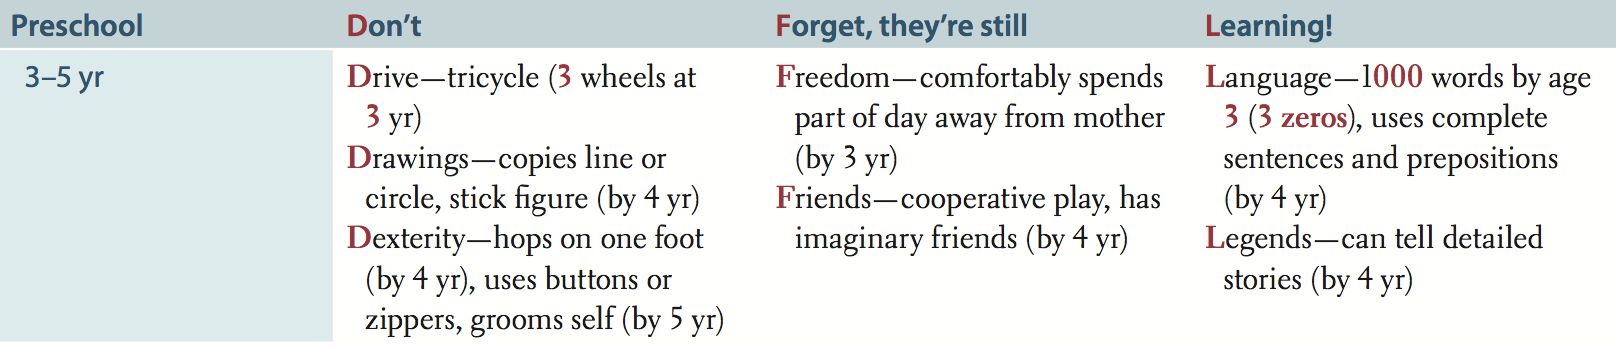 Preschool
Don't
Forget, they're still
Learning!
3–5 yr
Drive—tricycle (3 wheels at
3 yr)
Drawings—copies line or
circle, stick figure (by 4 yr)
Dexterity—hops on one foot
(by 4 yr), uses buttons or
zippers, grooms self (by 5 yr)
Freedom—comfortably spends
part of day away from mother
(by 3 yr)
Friends—cooperative play, has
imaginary friends (by 4 yr)
Language—1000 words by age
3 (3 zeros), uses complete
sentences and prepositions
(by 4 yr)
Legends—can tell detailed
stories (by 4 yr)